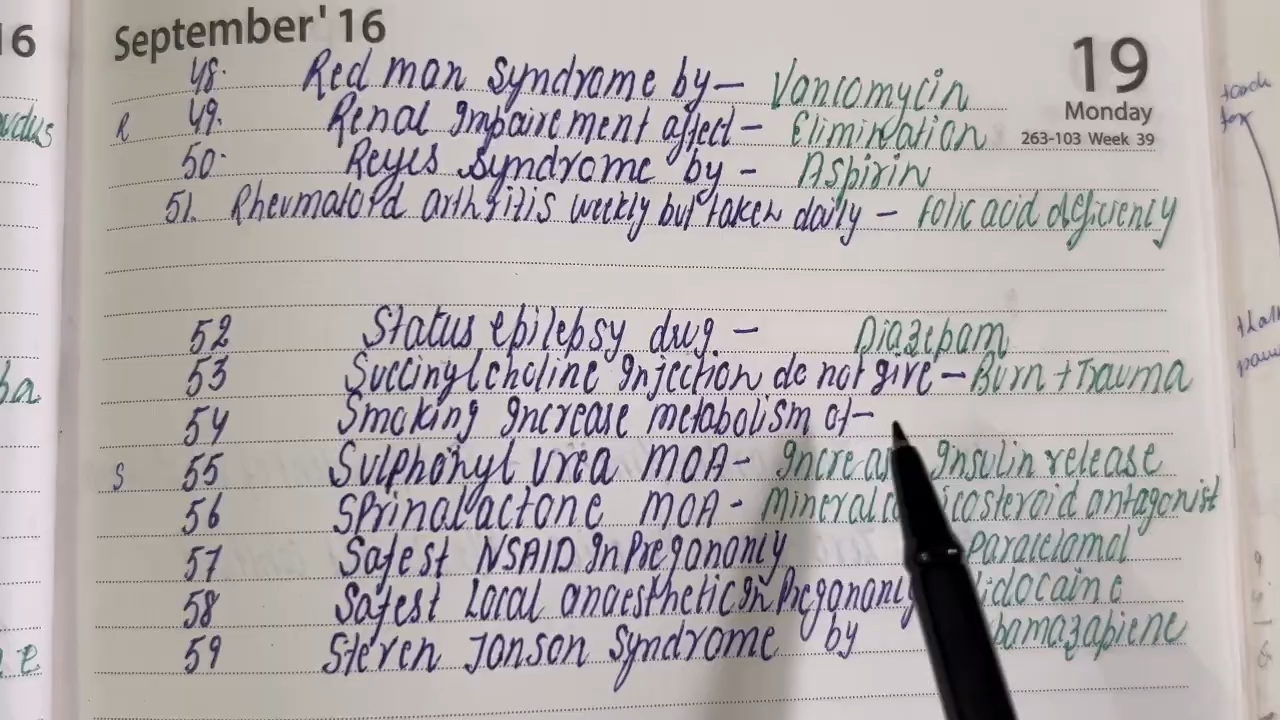 16
September' 16
19
Monday
263-103 Week 39
48. Red man Syndrome by – Vancomycin
R 49. Renal Impairement affect – Elimination
50. Reyes Syndrome by – Aspirin
51. Rheumatoid arthritis weekly but taken daily – folic acid deficiency
52 Status epilepsy drug – Diazepam
53 Succinylcholine Injection do not give – Burn + Trauma
54 Smoking Increase metabolism of –
S 55 Sulphonyl urea MOA – Increase Insulin release
56 Sprinalactone MOA – antagonist
57 Safest NSAID In Pregonancy Paracetamol
58 Safest Local anaesthetic In Pregonancy
59 Steven Jonson Syndrome by